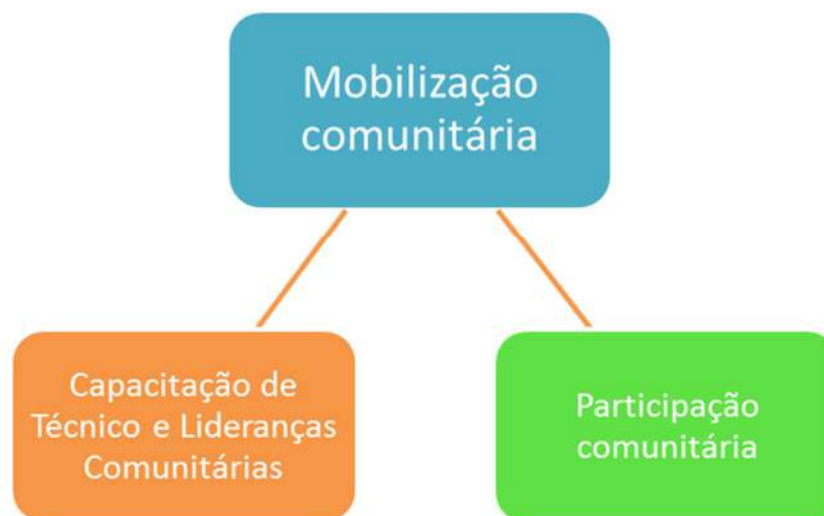 Mobilização
comunitária
Capacitação de
Técnico e Lideranças
Comunitárias
Participação
comunitária